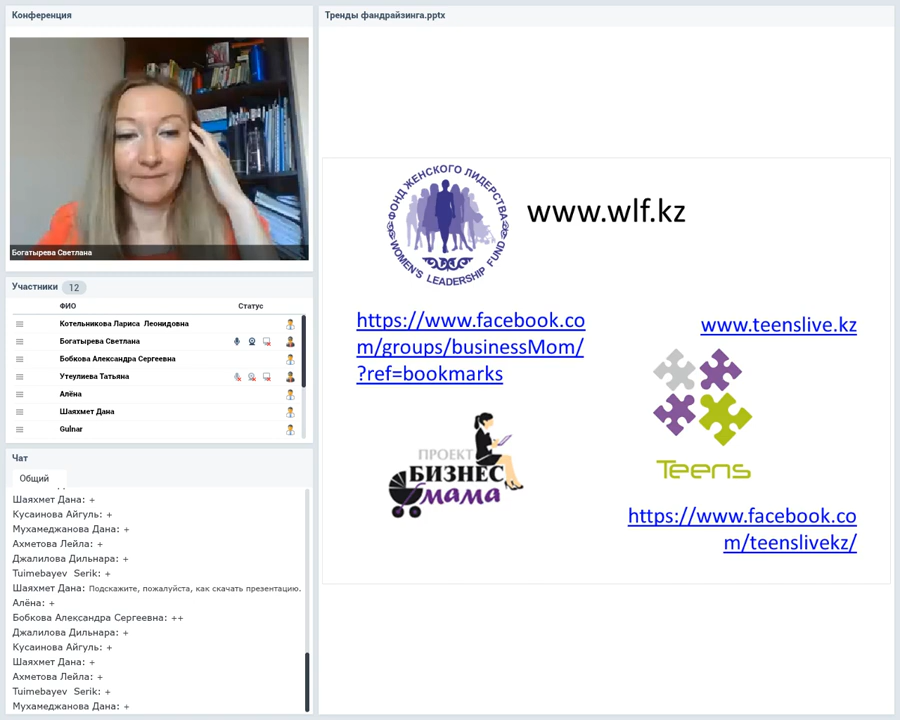 Конференция
Богатырева Светлана
Участники 12
ФИО Статус
Котельникова Лариса Леонидовна
Богатырева Светлана
Бобкова Александра Сергеевна
Утеулиева Татьяна
Алёна
Шаяхмет Дана
Gulnar
Чат
Общий
Шаяхмет Дана: +
Кусаинова Айгуль: +
Мухамеджанова Дана: +
Ахметова Лейла: +
Джалилова Дильнара: +
Tuimebayev Serik: +
Шаяхмет Дана: Подскажите, пожалуйста, как скачать презентацию.
Алёна: +
Бобкова Александра Сергеевна: ++
Джалилова Дильнара: +
Кусаинова Айгуль: +
Шаяхмет Дана: +
Ахметова Лейла: +
Tuimebayev Serik: +
Мухамеджанова Дана: +
Тренды фандрайзинга.pptx
ФОНД ЖЕНСКОГО ЛИДЕРСТВА
WOMEN'S LEADERSHIP FUND
www.wlf.kz
https://www.facebook.co
m/groups/businessMom/
?ref=bookmarks
ПРОЕКТ
БИЗНЕС
мама
www.teenslive.kz
Teens
https://www.facebook.co
m/teenslivekz/